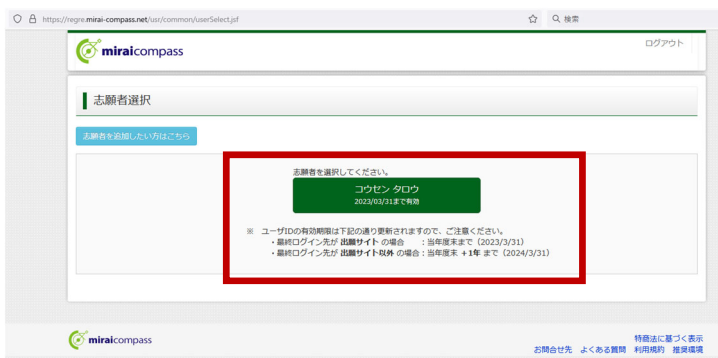 https://regre.mirai-compass.net/usr/common/userSelect.jsf
検索
miraicompass
ログアウト
志願者選択
志願者を追加したい方はこちら
志願者を選択してください。
コウセン タロウ
2023/03/31まで有効
※ ユーザIDの有効期限は下記の通り更新されますので、ご注意ください。
・最終ログイン先が 出願サイト の場合 ：当年度末まで（2023/3/31）
・最終ログイン先が 出願サイト以外 の場合：当年度末 +1年 まで（2024/3/31）
miraicompass
特商法に基づく表示
お問合せ先 よくある質問 利用規約 推奨環境